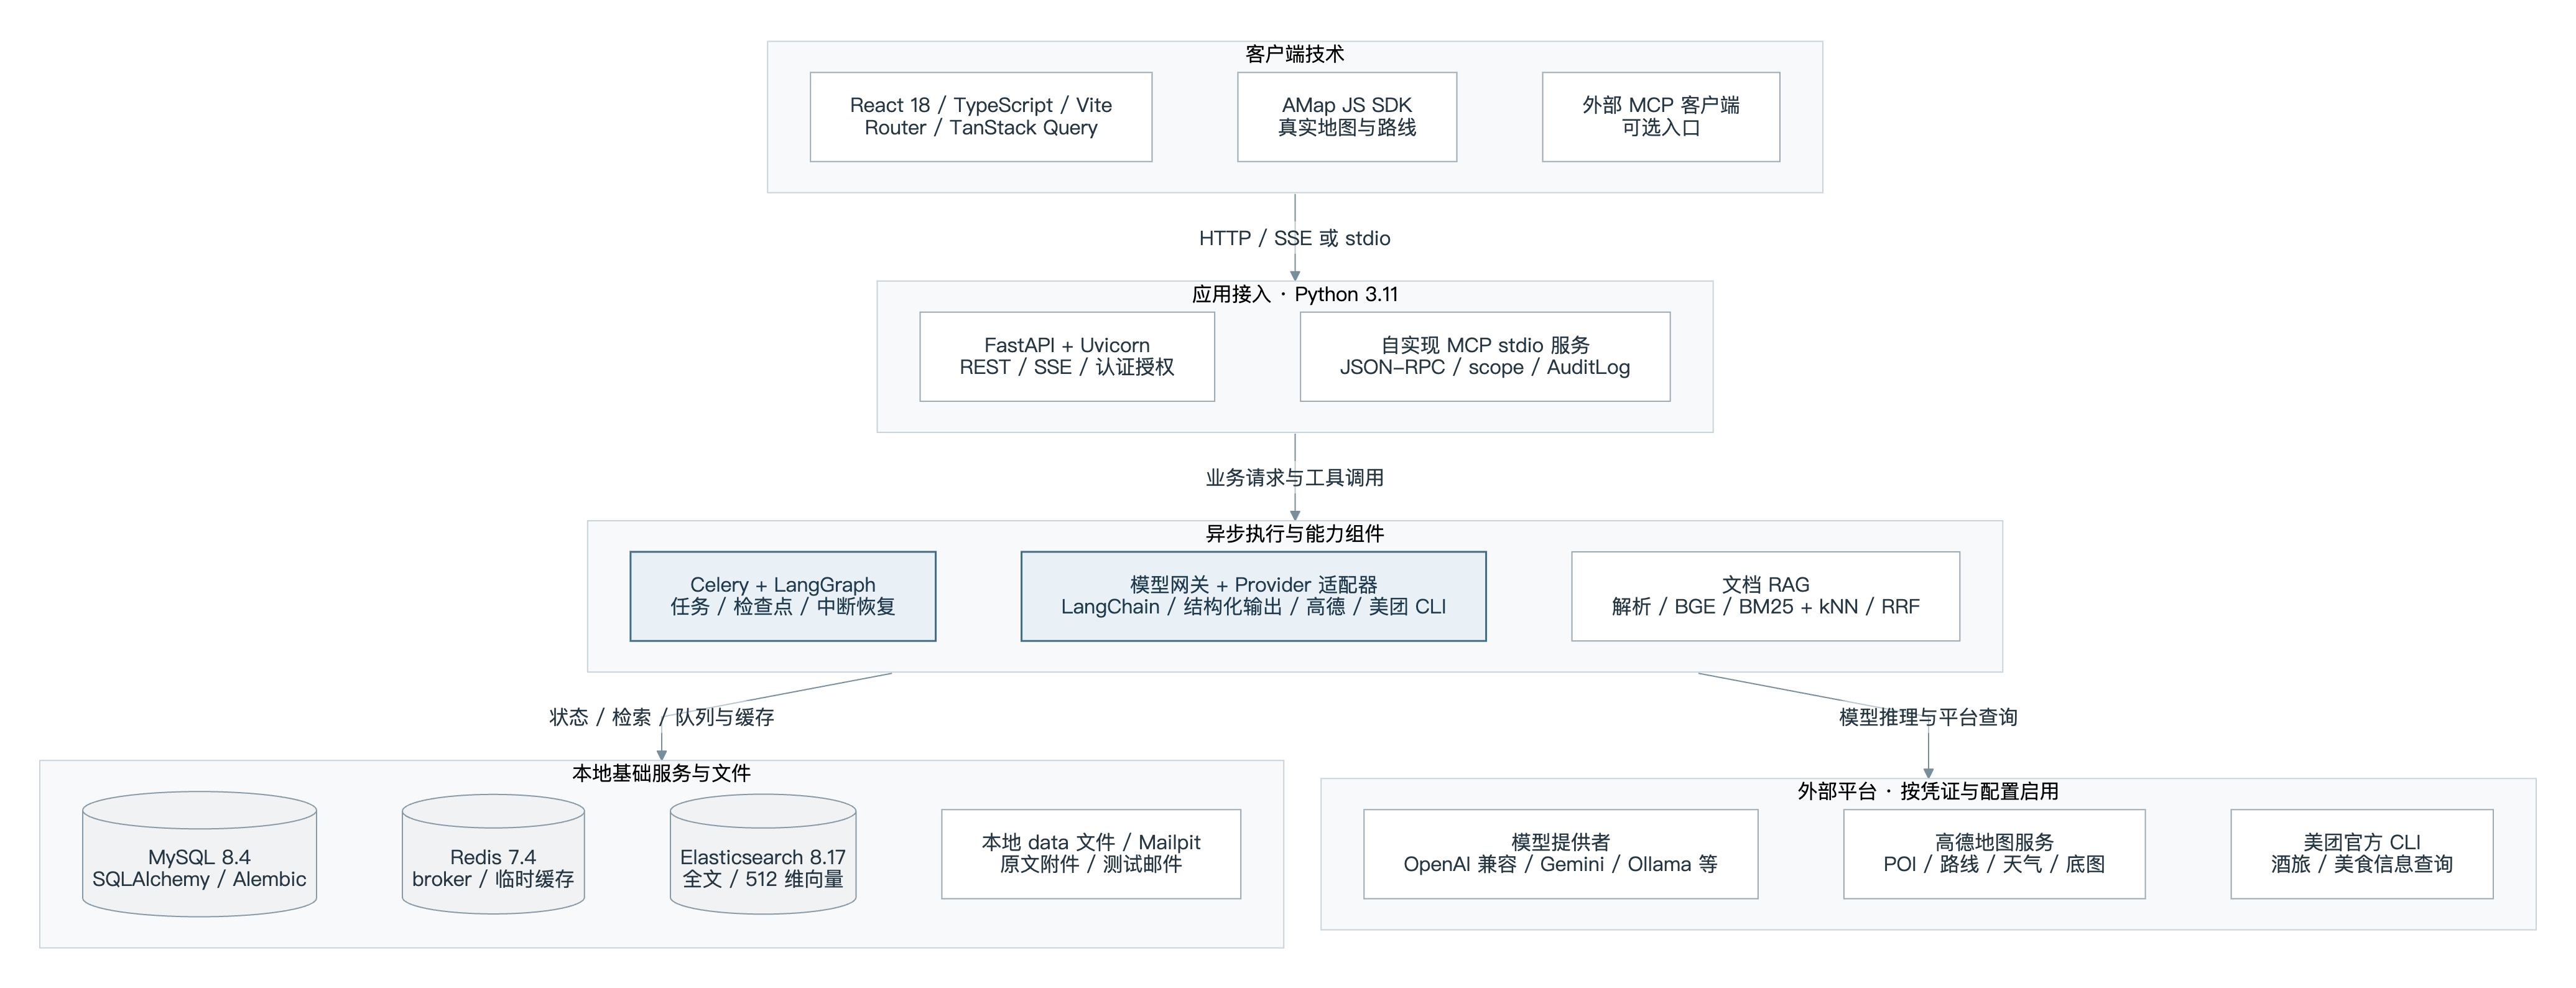 客户端技术
React 18 / TypeScript / Vite
Router / TanStack Query
AMap JS SDK
真实地图与路线
外部 MCP 客户端
可选入口
HTTP / SSE 或 stdio
应用接入 · Python 3.11
FastAPI + Uvicorn
REST / SSE / 认证授权
自实现 MCP stdio 服务
JSON-RPC / scope / AuditLog
业务请求与工具调用
异步执行与能力组件
Celery + LangGraph
任务 / 检查点 / 中断恢复
模型网关 + Provider 适配器
LangChain / 结构化输出 / 高德 / 美团 CLI
文档 RAG
解析 / BGE / BM25 + kNN / RRF
状态 / 检索 / 队列与缓存
模型推理与平台查询
本地基础服务与文件
MySQL 8.4
SQLAlchemy / Alembic
Redis 7.4
broker / 临时缓存
Elasticsearch 8.17
全文 / 512 维向量
本地 data 文件 / Mailpit
原文附件 / 测试邮件
外部平台 · 按凭证与配置启用
模型提供者
OpenAI 兼容 / Gemini / Ollama 等
高德地图服务
POI / 路线 / 天气 / 底图
美团官方 CLI
酒旅 / 美食信息查询